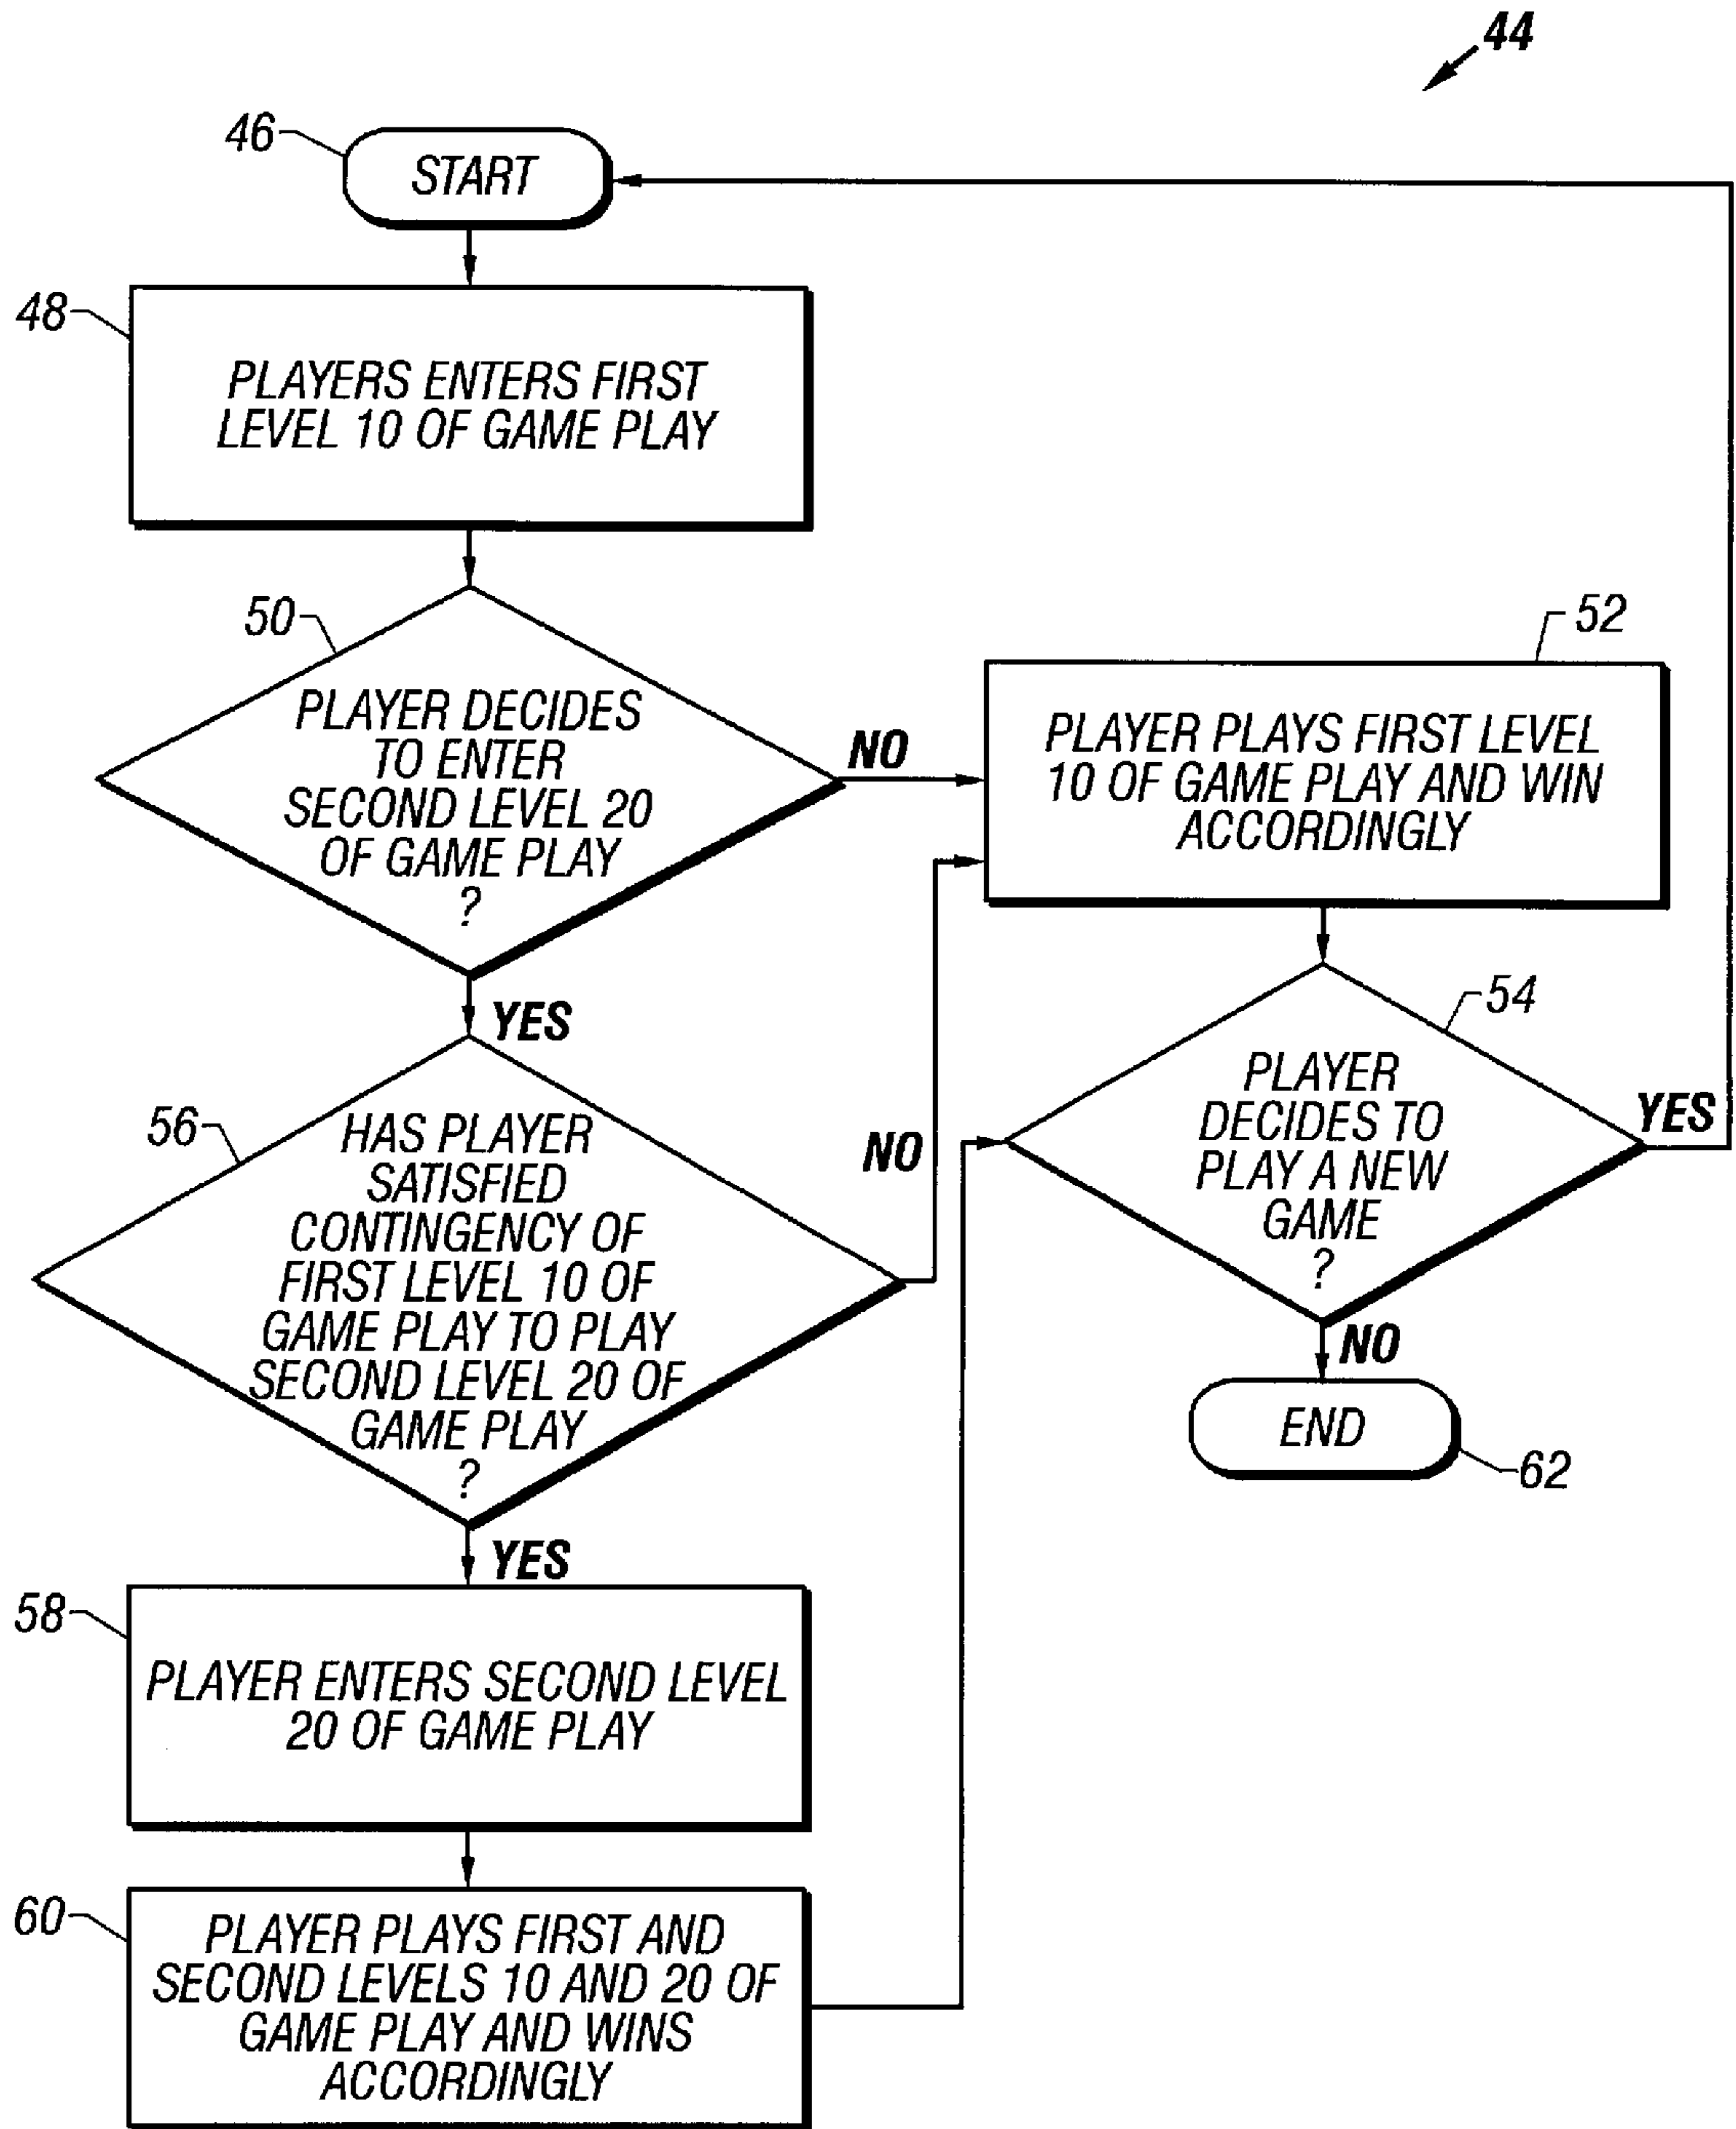 44
46
START
48
PLAYERS ENTERS FIRST
LEVEL 10 OF GAME PLAY
50
PLAYER DECIDES
TO ENTER
SECOND LEVEL 20
OF GAME PLAY
?
NO
52
PLAYER PLAYS FIRST LEVEL
10 OF GAME PLAY AND WIN
ACCORDINGLY
YES
54
PLAYER
DECIDES TO
PLAY A NEW
GAME
?
YES
NO
END
62
56
HAS PLAYER
SATISFIED
CONTINGENCY OF
FIRST LEVEL 10 OF
GAME PLAY TO PLAY
SECOND LEVEL 20 OF
GAME PLAY
?
NO
YES
58
PLAYER ENTERS SECOND LEVEL
20 OF GAME PLAY
60
PLAYER PLAYS FIRST AND
SECOND LEVELS 10 AND 20 OF
GAME PLAY AND WINS
ACCORDINGLY